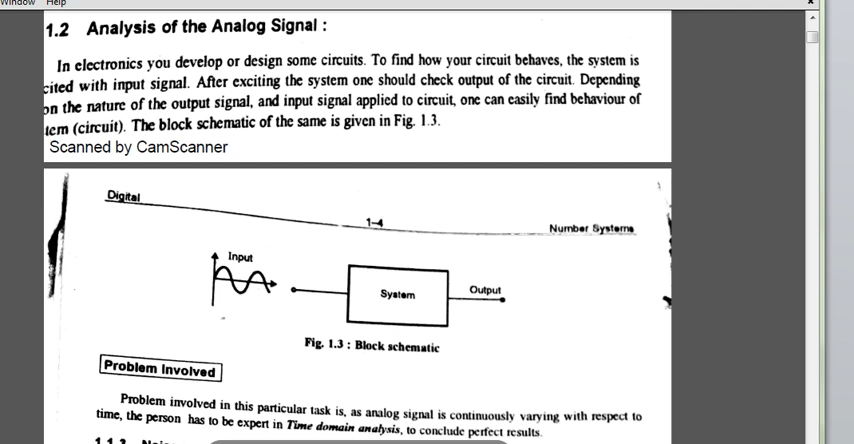 Window Help
1.2 Analysis of the Analog Signal :
In electronics you develop or design some circuits. To find how your circuit behaves, the system is
cited with input signal. After exciting the system one should check output of the circuit. Depending
on the nature of the output signal, and input signal applied to circuit, one can easily find behaviour of
tem (circuit). The block schematic of the same is given in Fig. 1.3.
Scanned by CamScanner
Digital
1-4
Number Systems
Input
System
Output
Fig. 1.3 : Block schematic
Problem Involved
Problem involved in this particular task is, as analog signal is continuously varying with respect to
time, the person has to be expert in Time domain analysis, to conclude perfect results.